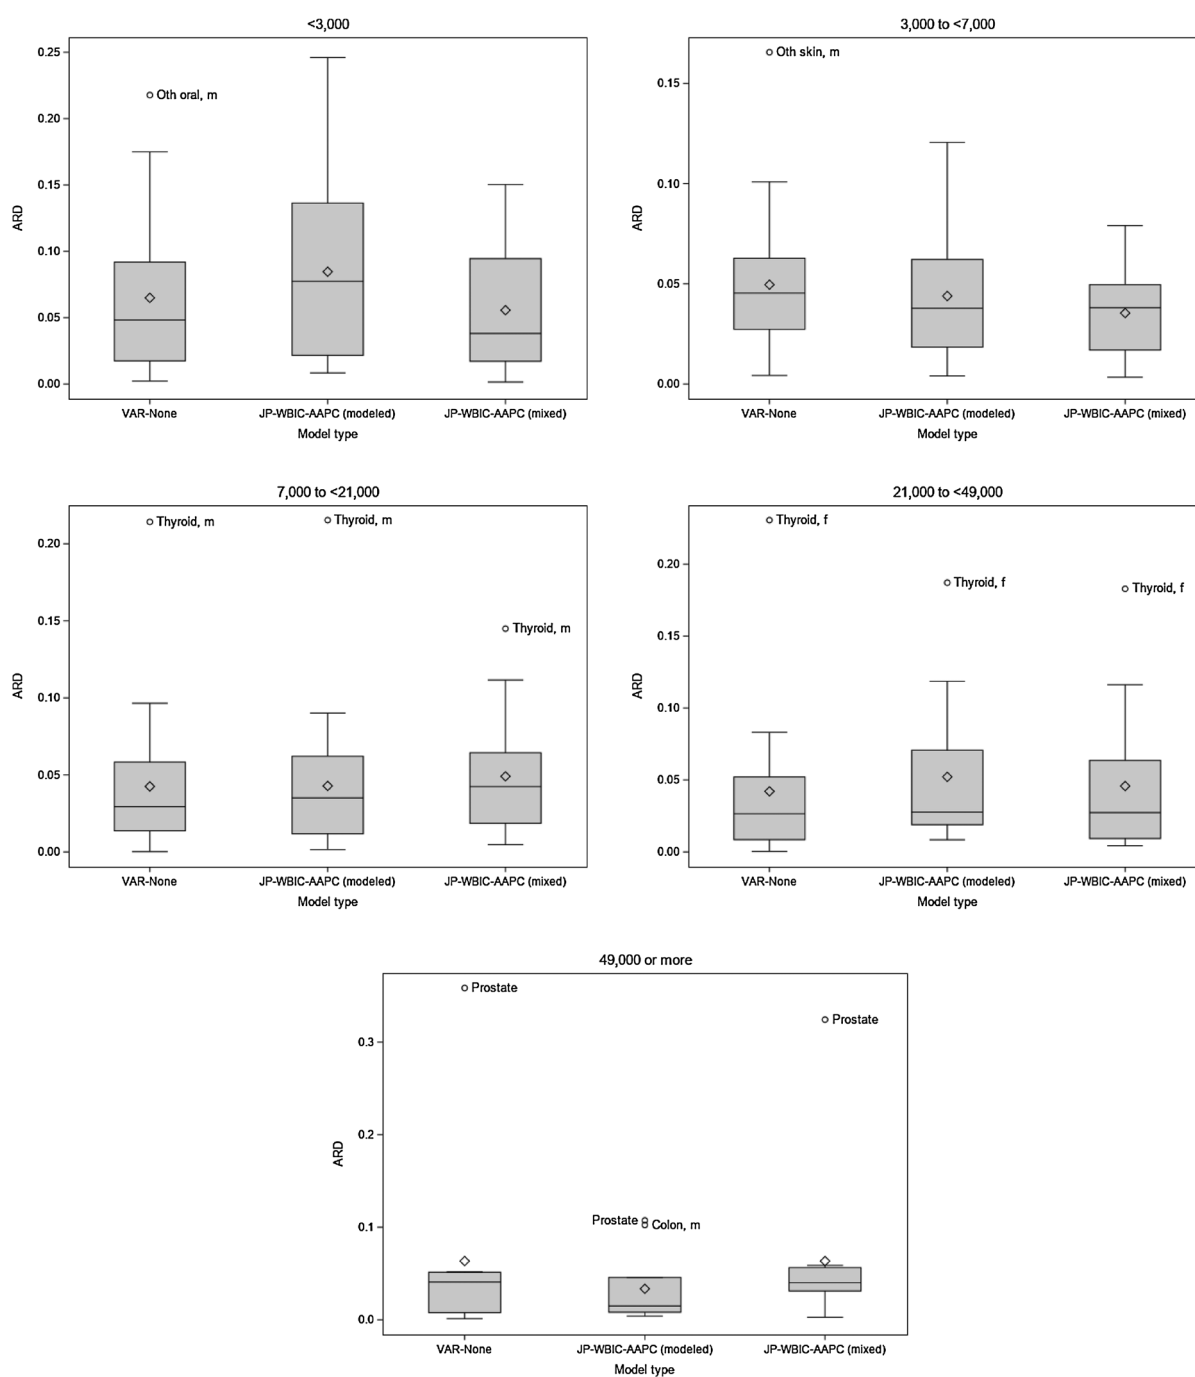 <3,000
0.25
0.20
0.15
0.10
0.05
0.00
ARD
Oth oral, m
VAR-None JP-WBIC-AAPC (modeled) JP-WBIC-AAPC (mixed)
Model type
3,000 to <7,000
0.15
0.10
0.05
0.00
ARD
Oth skin, m
VAR-None JP-WBIC-AAPC (modeled) JP-WBIC-AAPC (mixed)
Model type
7,000 to <21,000
0.20
0.15
0.10
0.05
0.00
ARD
Thyroid, m
Thyroid, m
Thyroid, m
VAR-None JP-WBIC-AAPC (modeled) JP-WBIC-AAPC (mixed)
Model type
21,000 to <49,000
0.20
0.15
0.10
0.05
0.00
ARD
Thyroid, f
Thyroid, f
Thyroid, f
VAR-None JP-WBIC-AAPC (modeled) JP-WBIC-AAPC (mixed)
Model type
49,000 or more
0.3
0.2
0.1
0.0
ARD
Prostate
Prostate
Prostate
Colon, m
VAR-None JP-WBIC-AAPC (modeled) JP-WBIC-AAPC (mixed)
Model type